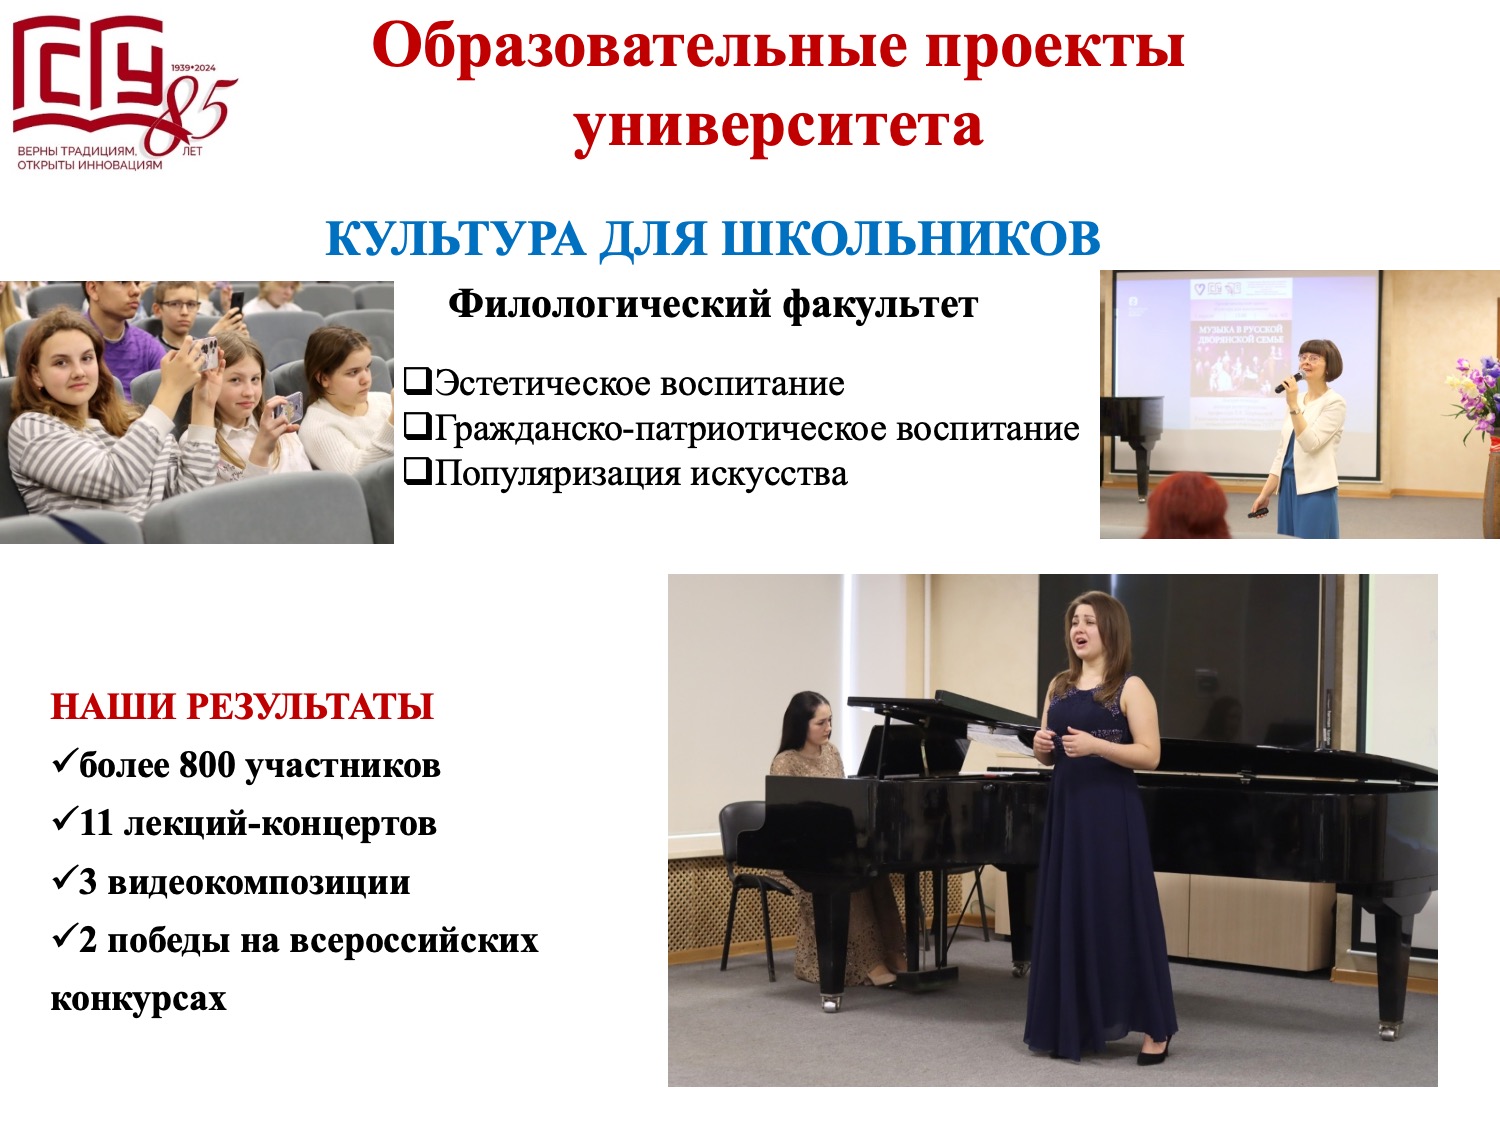 ГСГУ
1939•2024
85
ЛЕТ
ВЕРНЫ ТРАДИЦИЯМ,
ОТКРЫТЫ ИННОВАЦИЯМ
Образовательные проекты
университета
КУЛЬТУРА ДЛЯ ШКОЛЬНИКОВ
Филологический факультет
Эстетическое воспитание
Гражданско-патриотическое воспитание
Популяризация искусства
МУЗЫКА В РУССКОЙ
ДВОРЯНСКОЙ СЕМЬЕ
НАШИ РЕЗУЛЬТАТЫ
более 800 участников
11 лекций-концертов
3 видеокомпозиции
2 победы на всероссийских
конкурсах